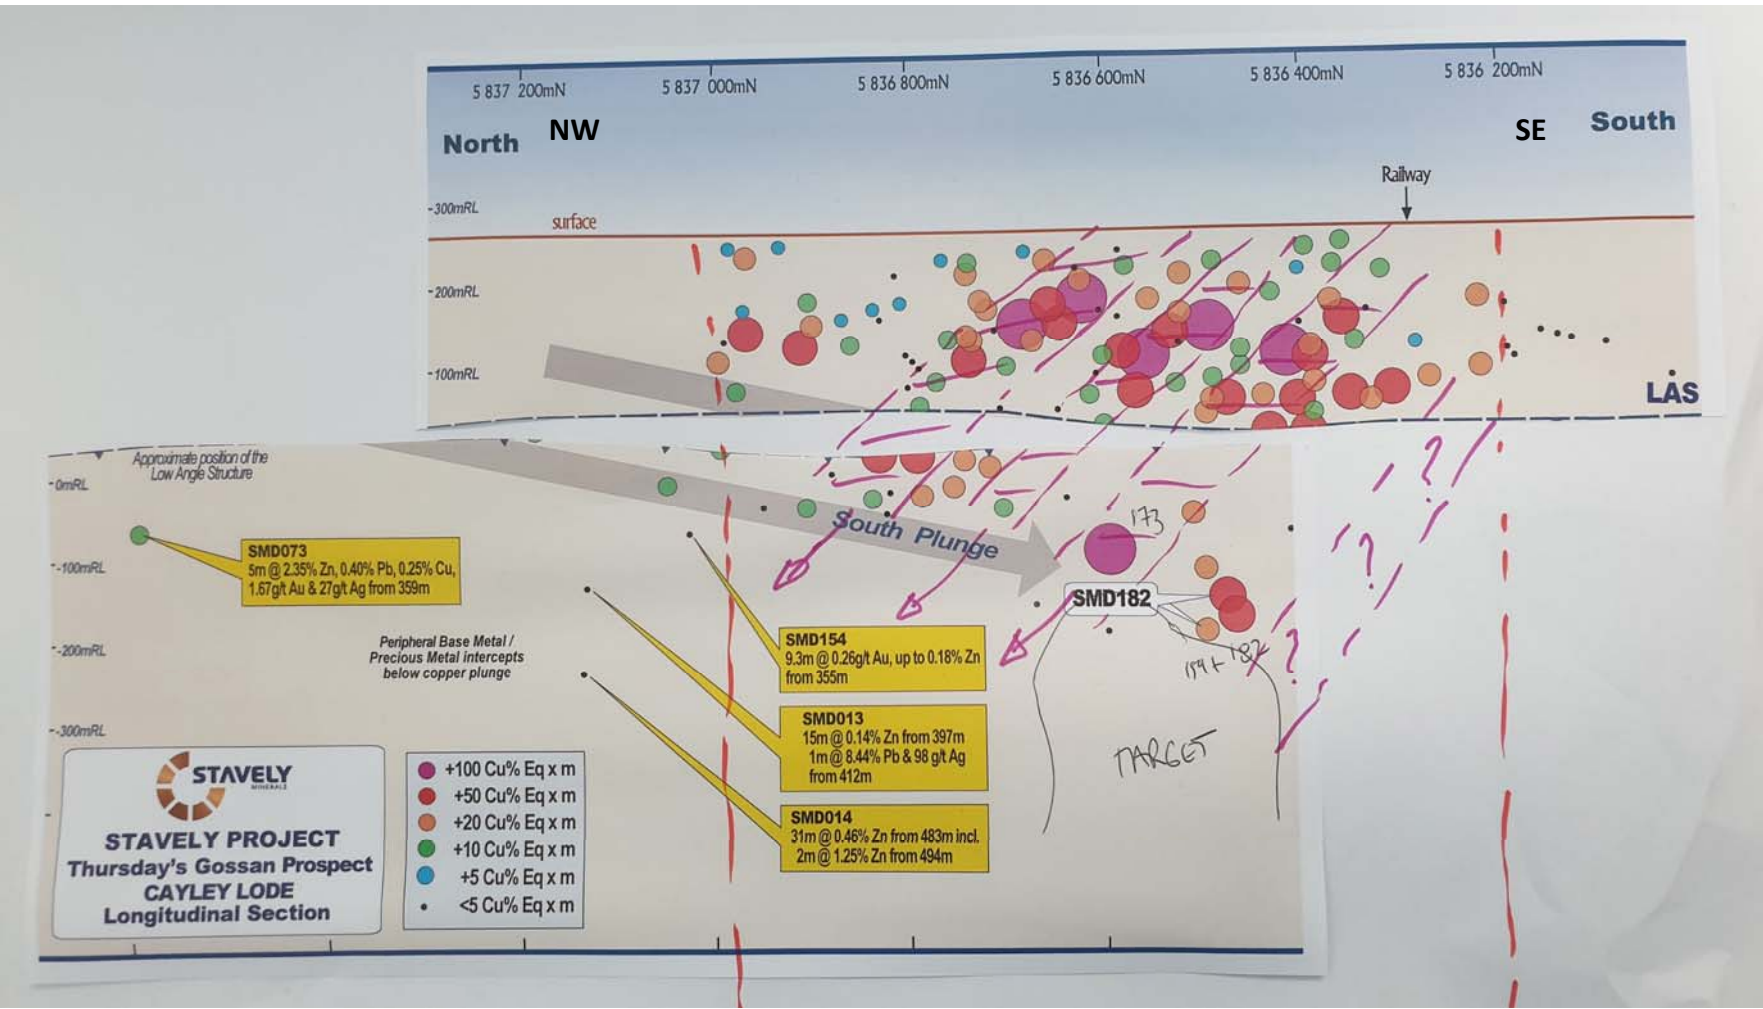 5 837 200mN
5 837 000mN
5 836 800mN
5 836 600mN
5 836 400mN
5 836 200mN
North
NW
SE
South
Railway
-300mRL
surface
-200mRL
-100mRL
LAS
Approximate position of the
Low Angle Structure
-0mRL
South Plunge
173
?
SMD073
5m @ 2.35% Zn, 0.40% Pb, 0.25% Cu,
1.67g/t Au & 27g/t Ag from 359m
--100mRL
?
SMD182
Peripheral Base Metal /
Precious Metal intercepts
below copper plunge
SMD154
9.3m @ 0.26g/t Au, up to 0.18% Zn
from 355m
--200mRL
154 + 182
?
SMD013
15m @ 0.14% Zn from 397m
1m @ 8.44% Pb & 98 g/t Ag
from 412m
--300mRL
TARGET
SMD014
31m @ 0.46% Zn from 483m incl.
2m @ 1.25% Zn from 494m
STAVELY
MINERALS
STAVELY PROJECT
Thursday's Gossan Prospect
CAYLEY LODE
Longitudinal Section
+100 Cu% Eq x m
+50 Cu% Eq x m
+20 Cu% Eq x m
+10 Cu% Eq x m
+5 Cu% Eq x m
<5 Cu% Eq x m